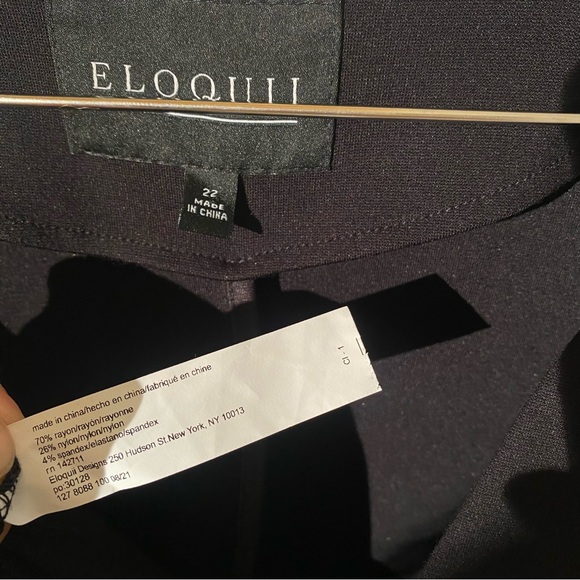 ELOQUII
22
MADE
IN CHINA
CI - 1
made in china/hecho en china/fabriqué en chine
70% rayon/rayón/rayonne
26% nylon/nylon/nylon
4% spandex/elastano/spandex
rn 142711
Eloquii Designs 250 Hudson St.New York, NY 10013
po:30128
127 8088 100 08/21